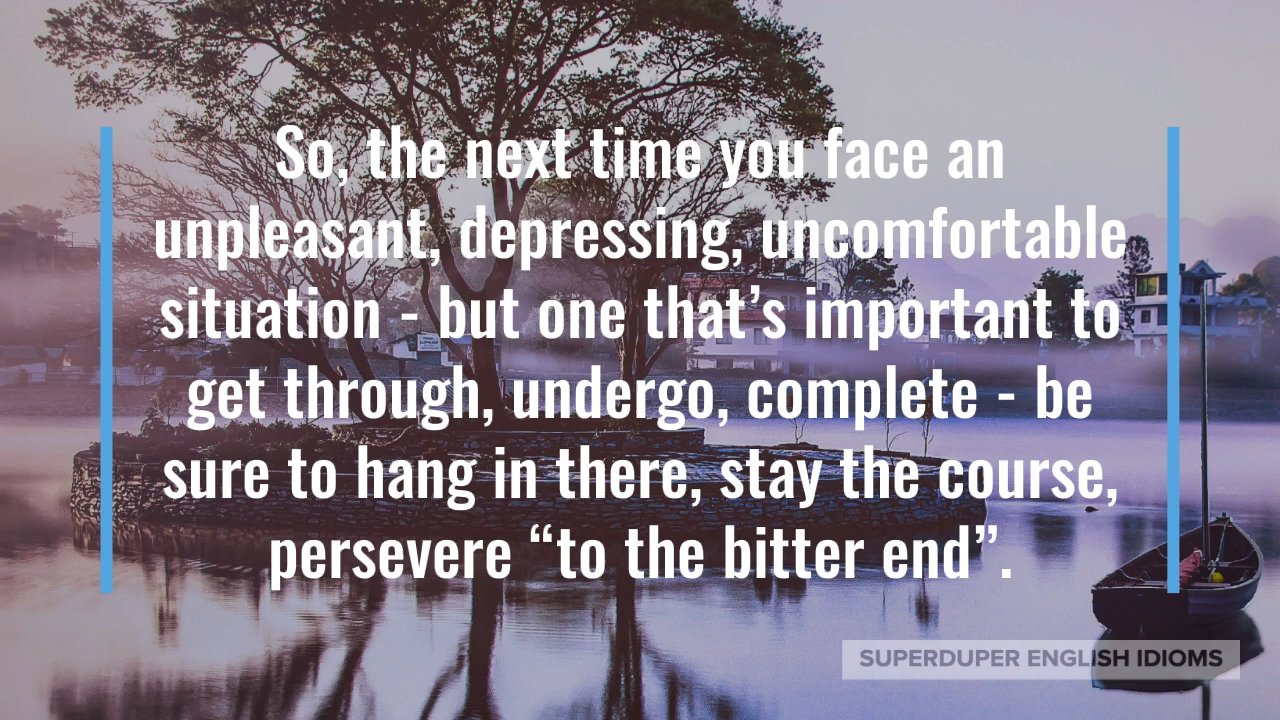 So, the next time you face an
unpleasant, depressing, uncomfortable
situation - but one that’s important to
get through, undergo, complete - be
sure to hang in there, stay the course,
persevere “to the bitter end”.
SUPERDUPER ENGLISH IDIOMS